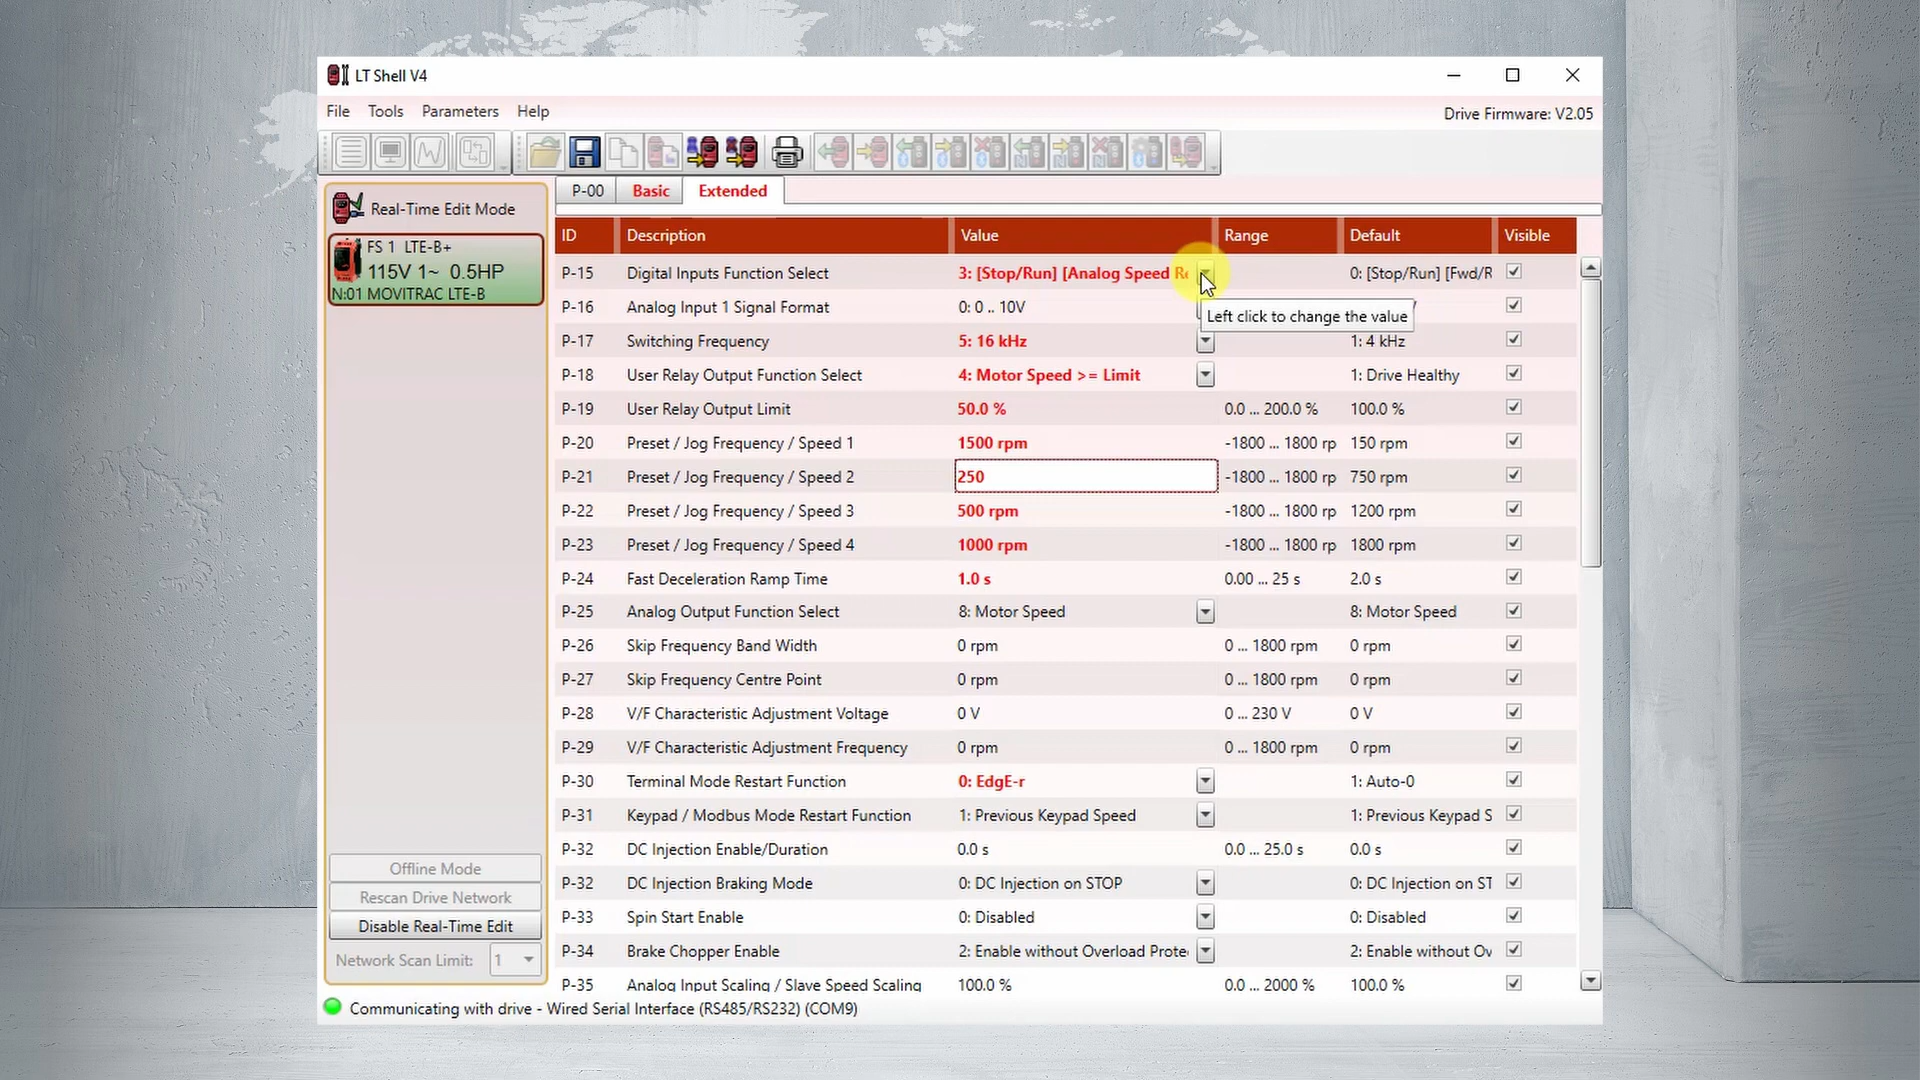 LT Shell V4
File Tools Parameters Help
Drive Firmware: V2.05
Real-Time Edit Mode
FS 1 LTE-B+
115V 1~ 0.5HP
N:01 MOVITRAC LTE-B
P-00 Basic Extended
ID Description Value Range Default Visible
P-15 Digital Inputs Function Select 3: [Stop/Run] [Analog Speed Re 0: [Stop/Run] [Fwd/R
P-16 Analog Input 1 Signal Format 0: 0 .. 10V
Left click to change the value
P-17 Switching Frequency 5: 16 kHz 1: 4 kHz
P-18 User Relay Output Function Select 4: Motor Speed >= Limit 1: Drive Healthy
P-19 User Relay Output Limit 50.0 % 0.0 ... 200.0 % 100.0 %
P-20 Preset / Jog Frequency / Speed 1 1500 rpm -1800 ... 1800 rp 150 rpm
P-21 Preset / Jog Frequency / Speed 2 250 -1800 ... 1800 rp 750 rpm
P-22 Preset / Jog Frequency / Speed 3 500 rpm -1800 ... 1800 rp 1200 rpm
P-23 Preset / Jog Frequency / Speed 4 1000 rpm -1800 ... 1800 rp 1800 rpm
P-24 Fast Deceleration Ramp Time 1.0 s 0.00 ... 25 s 2.0 s
P-25 Analog Output Function Select 8: Motor Speed 8: Motor Speed
P-26 Skip Frequency Band Width 0 rpm 0 ... 1800 rpm 0 rpm
P-27 Skip Frequency Centre Point 0 rpm 0 ... 1800 rpm 0 rpm
P-28 V/F Characteristic Adjustment Voltage 0 V 0 ... 230 V 0 V
P-29 V/F Characteristic Adjustment Frequency 0 rpm 0 ... 1800 rpm 0 rpm
P-30 Terminal Mode Restart Function 0: EdgE-r 1: Auto-0
P-31 Keypad / Modbus Mode Restart Function 1: Previous Keypad Speed 1: Previous Keypad S
P-32 DC Injection Enable/Duration 0.0 s 0.0 ... 25.0 s 0.0 s
P-32 DC Injection Braking Mode 0: DC Injection on STOP 0: DC Injection on ST
P-33 Spin Start Enable 0: Disabled 0: Disabled
P-34 Brake Chopper Enable 2: Enable without Overload Prote 2: Enable without Ov
P-35 Analog Input Scaling / Slave Speed Scaling 100.0 % 0.0 ... 2000 % 100.0 %
Offline Mode
Rescan Drive Network
Disable Real-Time Edit
Network Scan Limit: 1
Communicating with drive - Wired Serial Interface (RS485/RS232) (COM9)